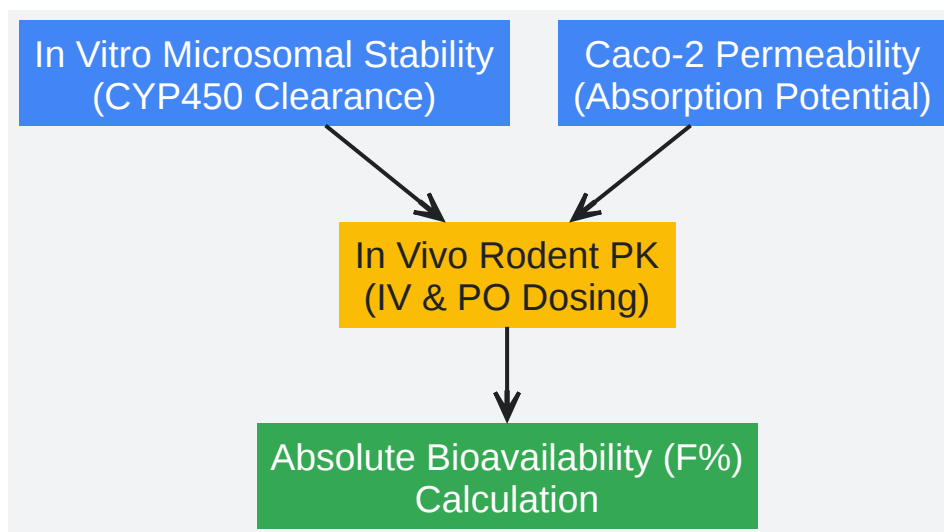 In Vitro Microsomal Stability
(CYP450 Clearance)
Caco-2 Permeability
(Absorption Potential)
In Vivo Rodent PK
(IV & PO Dosing)
Absolute Bioavailability (F%)
Calculation